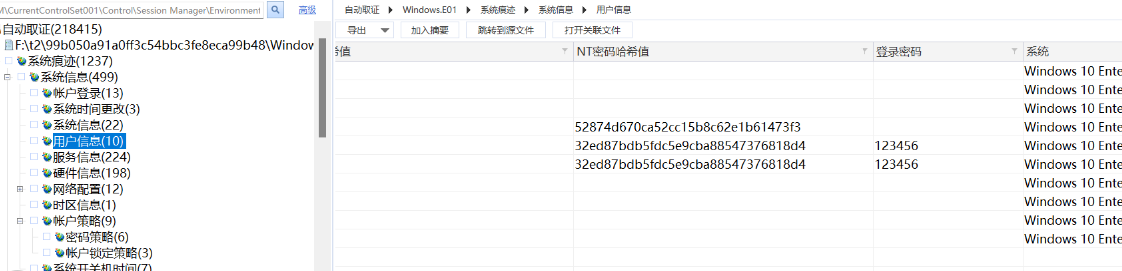 M\CurrentControlSet001\Control\Session Manager\Environment 高级
自动取证(218415)
F:\t2\99b050a91a0ff3c54bbc3fe8eca99b48\Window
系统痕迹(1237)
系统信息(499)
帐户登录(13)
系统时间更改(3)
系统信息(22)
用户信息(10)
服务信息(224)
硬件信息(198)
网络配置(12)
时区信息(1)
帐户策略(9)
密码策略(6)
帐户锁定策略(3)
系统开关机时间(7)
自动取证 Windows.E01 系统痕迹 系统信息 用户信息
导出 加入摘要 跳转到源文件 打开关联文件
希值 NT密码哈希值 登录密码 系统
Windows 10 Ente
Windows 10 Ente
Windows 10 Ente
52874d670ca52cc15b8c62e1b61473f3 Windows 10 Ente
32ed87bdb5fdc5e9cba88547376818d4 123456 Windows 10 Ente
32ed87bdb5fdc5e9cba88547376818d4 123456 Windows 10 Ente
Windows 10 Ente
Windows 10 Ente
Windows 10 Ente
Windows 10 Ente